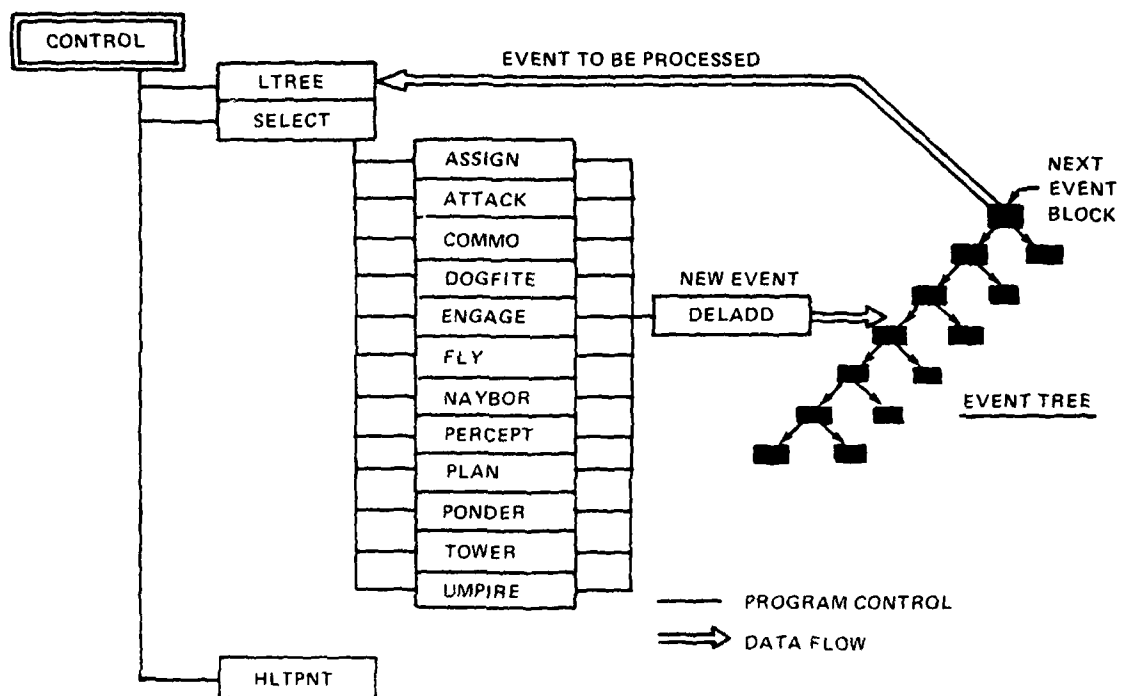 CONTROL
EVENT TO BE PROCESSED
LTREE
SELECT
ASSIGN
ATTACK
COMMO
DOGFITE
ENGAGE
FLY
NAYBOR
PERCEPT
PLAN
PONDER
TOWER
UMPIRE
NEW EVENT
DELADD
NEXT
EVENT
BLOCK
EVENT TREE
PROGRAM CONTROL
DATA FLOW
HLTPNT